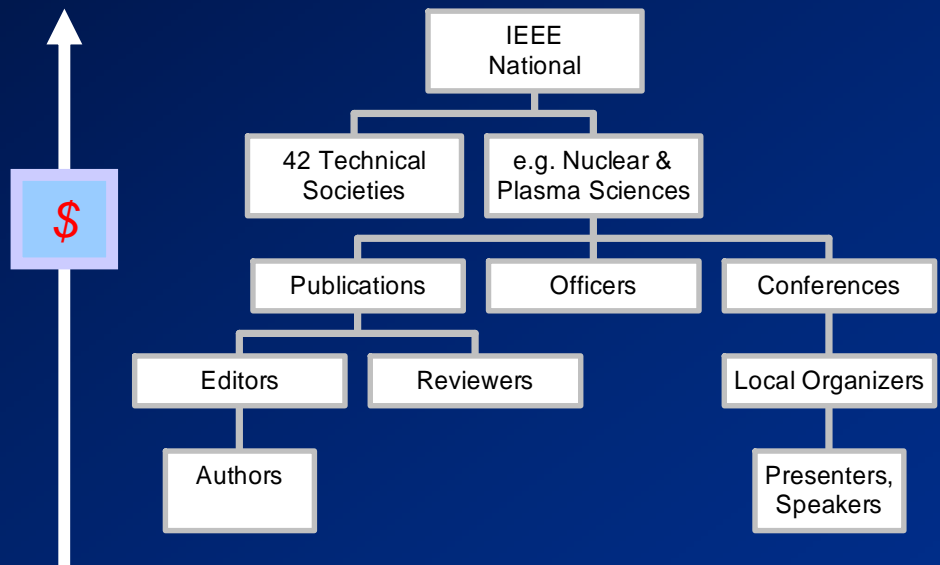 IEEE
National
42 Technical
Societies
e.g. Nuclear &
Plasma Sciences
$
Publications
Officers
Conferences
Editors
Reviewers
Local Organizers
Authors
Presenters,
Speakers